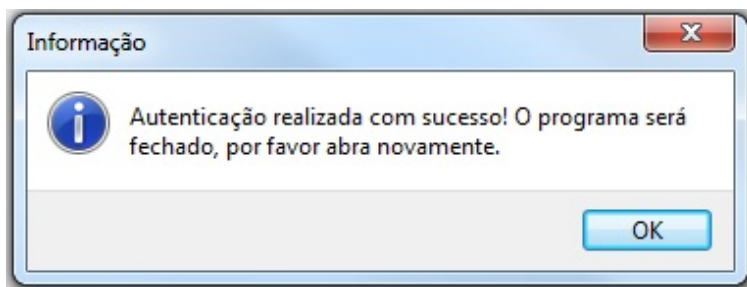 Informação
Autenticação realizada com sucesso! O programa será
fechado, por favor abra novamente.
OK